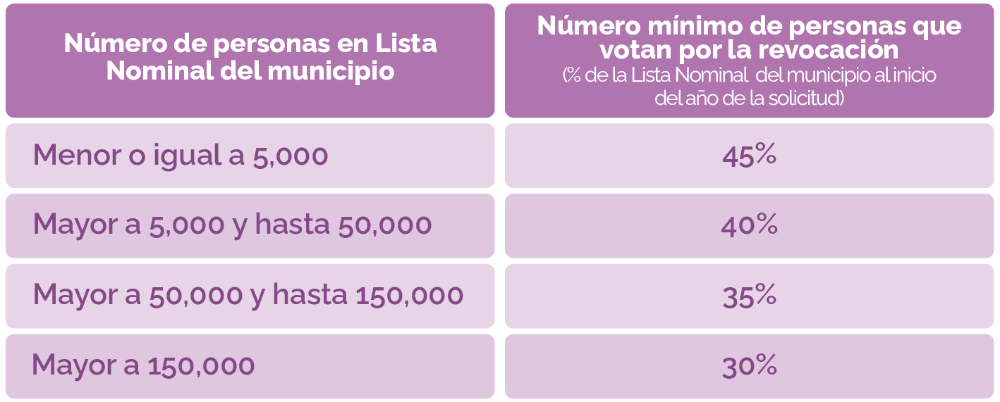 Número de personas en Lista
Nominal del municipio
Número mínimo de personas que
votan por la revocación
(% de la Lista Nominal del municipio al inicio
del año de la solicitud)
Menor o igual a 5,000
45%
Mayor a 5,000 y hasta 50,000
40%
Mayor a 50,000 y hasta 150,000
35%
Mayor a 150,000
30%